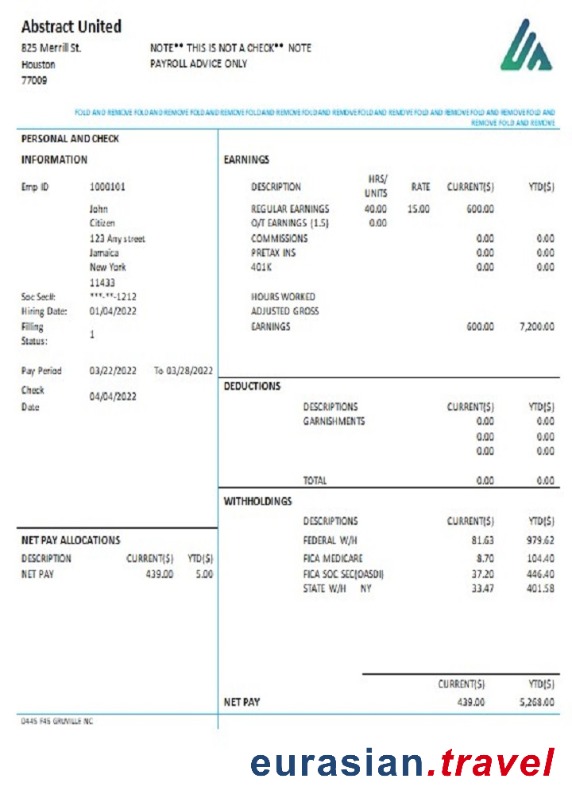 Abstract United
825 Merrill St.
Houston
77009
NOTE** THIS IS NOT A CHECK** NOTE
PAYROLL ADVICE ONLY
FOLD AND REMOVE FOLD AND REMOVE FOLD AND REMOVE FOLD AND REMOVE FOLD AND REMOVE FOLD AND REMOVE FOLD AND REMOVE FOLD AND REMOVE FOLD AND
REMOVE FOLD AND REMOVE
PERSONAL AND CHECK
INFORMATION
Emp ID 1000101
John
Citizen
123 Any street
Jamaica
New York
11433
Soc Sec#: ***-**-1212
Hiring Date: 01/04/2022
Filling
Status: 1
Pay Period 03/22/2022 To 03/28/2022
Check
Date 04/04/2022
NET PAY ALLOCATIONS
DESCRIPTION CURRENT($) YTD($)
NET PAY 439.00 5.00
EARNINGS
DESCRIPTION HRS/ UNITS RATE CURRENT($) YTD($)
REGULAR EARNINGS 40.00 15.00 600.00
O/T EARNINGS (1.5) 0.00
COMMISSIONS 0.00 0.00
PRETAX INS 0.00 0.00
401K 0.00 0.00
HOURS WORKED
ADJUSTED GROSS
EARNINGS 600.00 7,200.00
DEDUCTIONS
DESCRIPTIONS CURRENT($) YTD($)
GARNISHMENTS 0.00 0.00
0.00 0.00
0.00 0.00
TOTAL 0.00 0.00
WITHHOLDINGS
DESCRIPTIONS CURRENT($) YTD($)
FEDERAL W/H 81.63 979.62
FICA MEDICARE 8.70 104.40
FICA SOC SEC(OASDI) 37.20 446.40
STATE W/H NY 33.47 401.58
CURRENT($) YTD($)
NET PAY 439.00 5,268.00
0445 F45 GRUVILLE NC
eurasian.travel